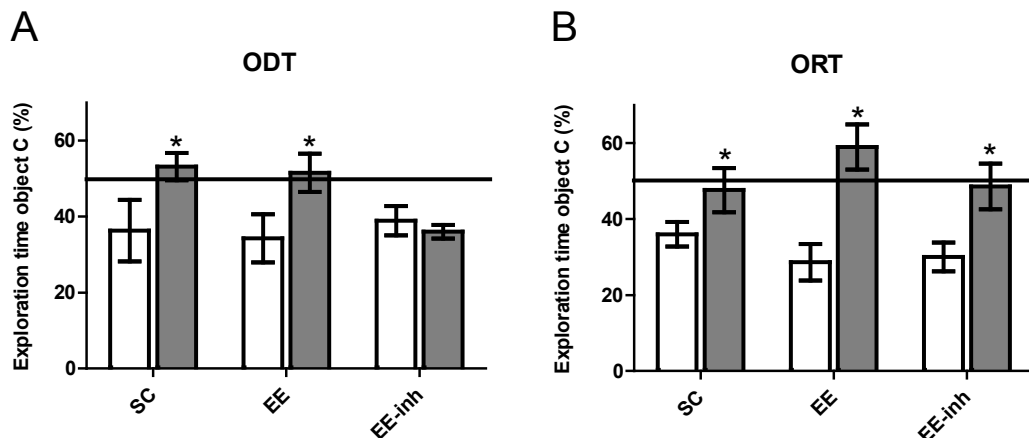 A
ODT
Exploration time object C (%)
60
40
20
0
*
*
SC
EE
EE-inh
B
ORT
Exploration time object C (%)
60
40
20
0
*
*
*
SC
EE
EE-inh